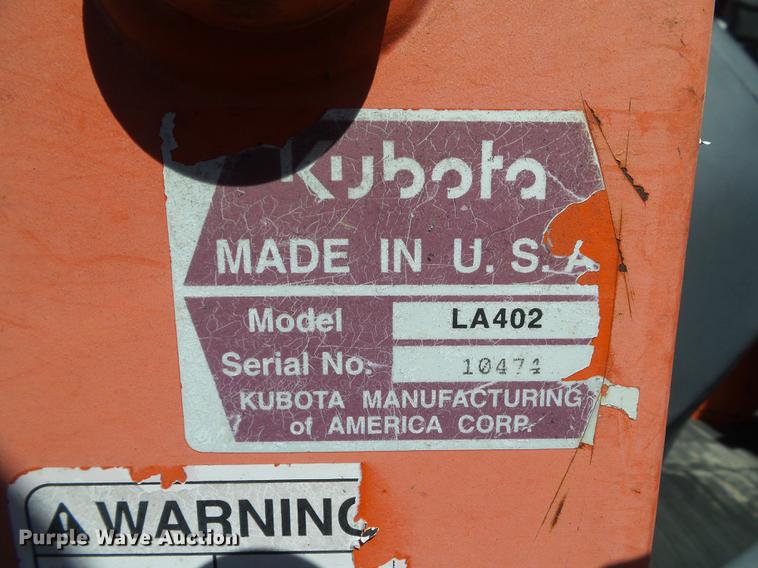 Kubota
MADE IN U. S. A
Model LA402
Serial No. 10474
KUBOTA MANUFACTURING
of AMERICA CORP.
WARNING
Purple Wave Auction